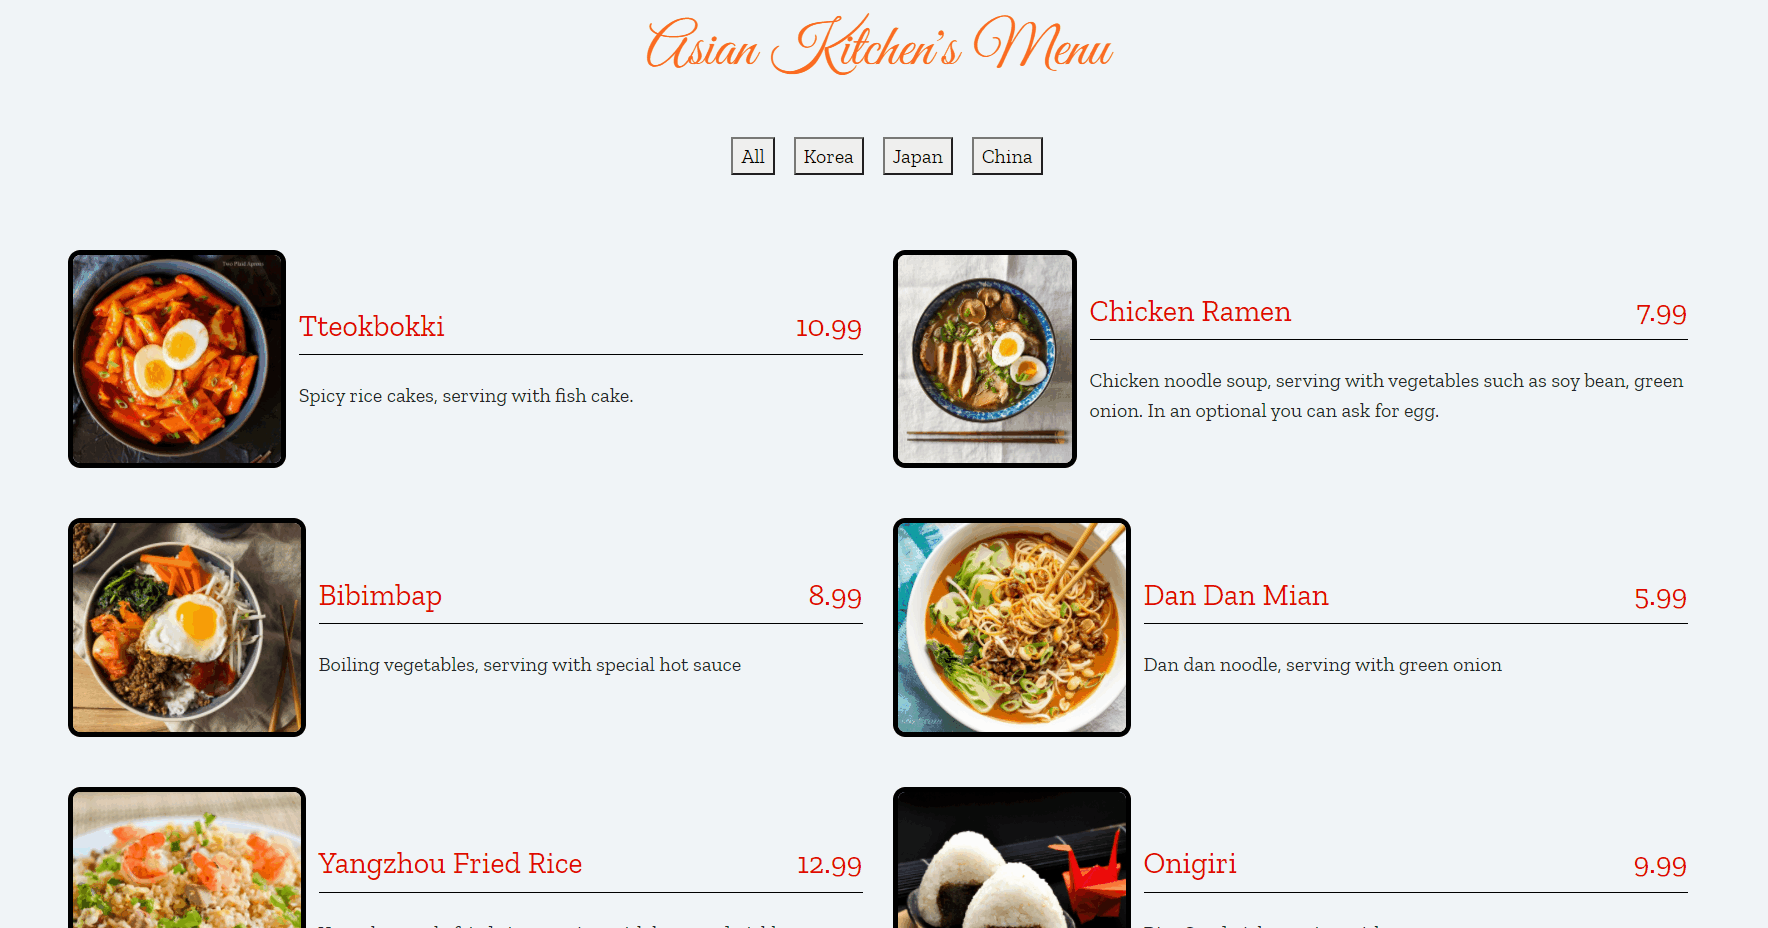 Asian Kitchen's Menu
All
Korea
Japan
China
Two Plaid Aprons
Tteokbokki
10.99
Spicy rice cakes, serving with fish cake.
Chicken Ramen
7.99
Chicken noodle soup, serving with vegetables such as soy bean, green
onion. In an optional you can ask for egg.
Bibimbap
8.99
Boiling vegetables, serving with special hot sauce
Dan Dan Mian
5.99
Dan dan noodle, serving with green onion
Yangzhou Fried Rice
12.99
Onigiri
9.99